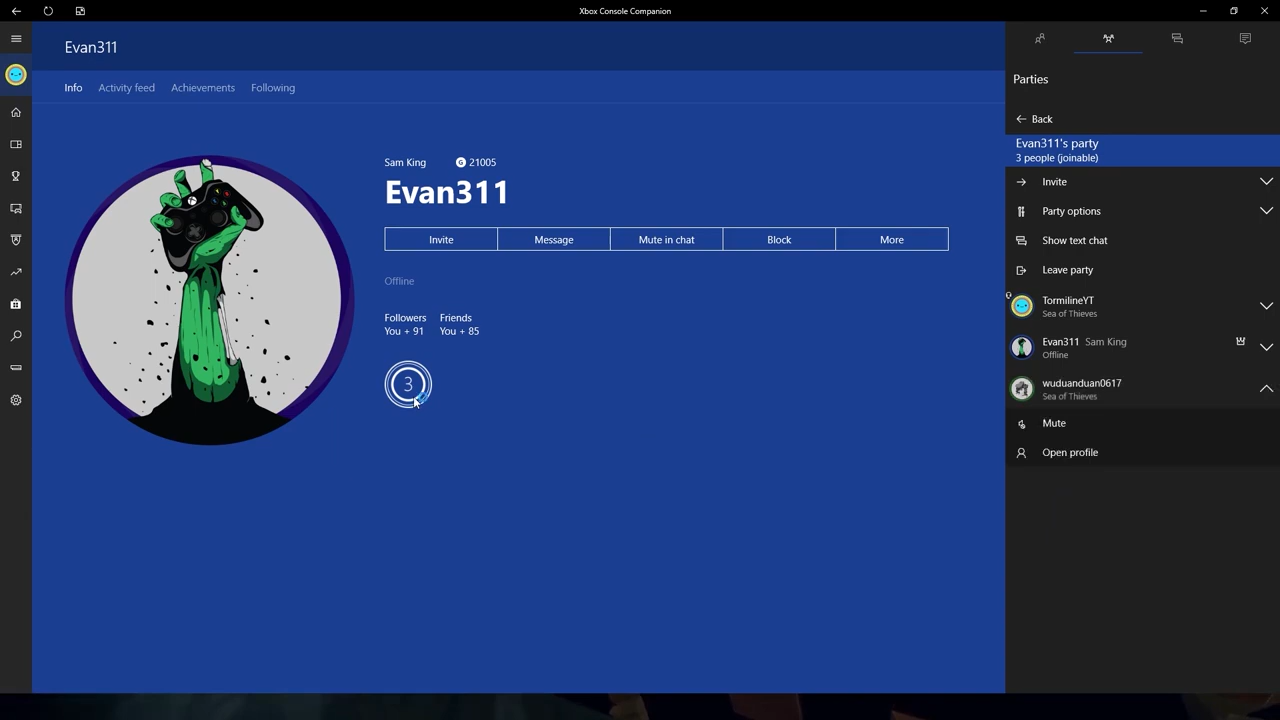 Xbox Console Companion
Evan311
Info
Activity feed
Achievements
Following
Sam King
G 21005
Evan311
Invite
Message
Mute in chat
Block
More
Offline
Followers
You + 91
Friends
You + 85
3
Parties
Back
Evan311's party
3 people (joinable)
Invite
Party options
Show text chat
Leave party
TormilineYT
Sea of Thieves
Evan311 Sam King
Offline
wuduanduan0617
Sea of Thieves
Mute
Open profile